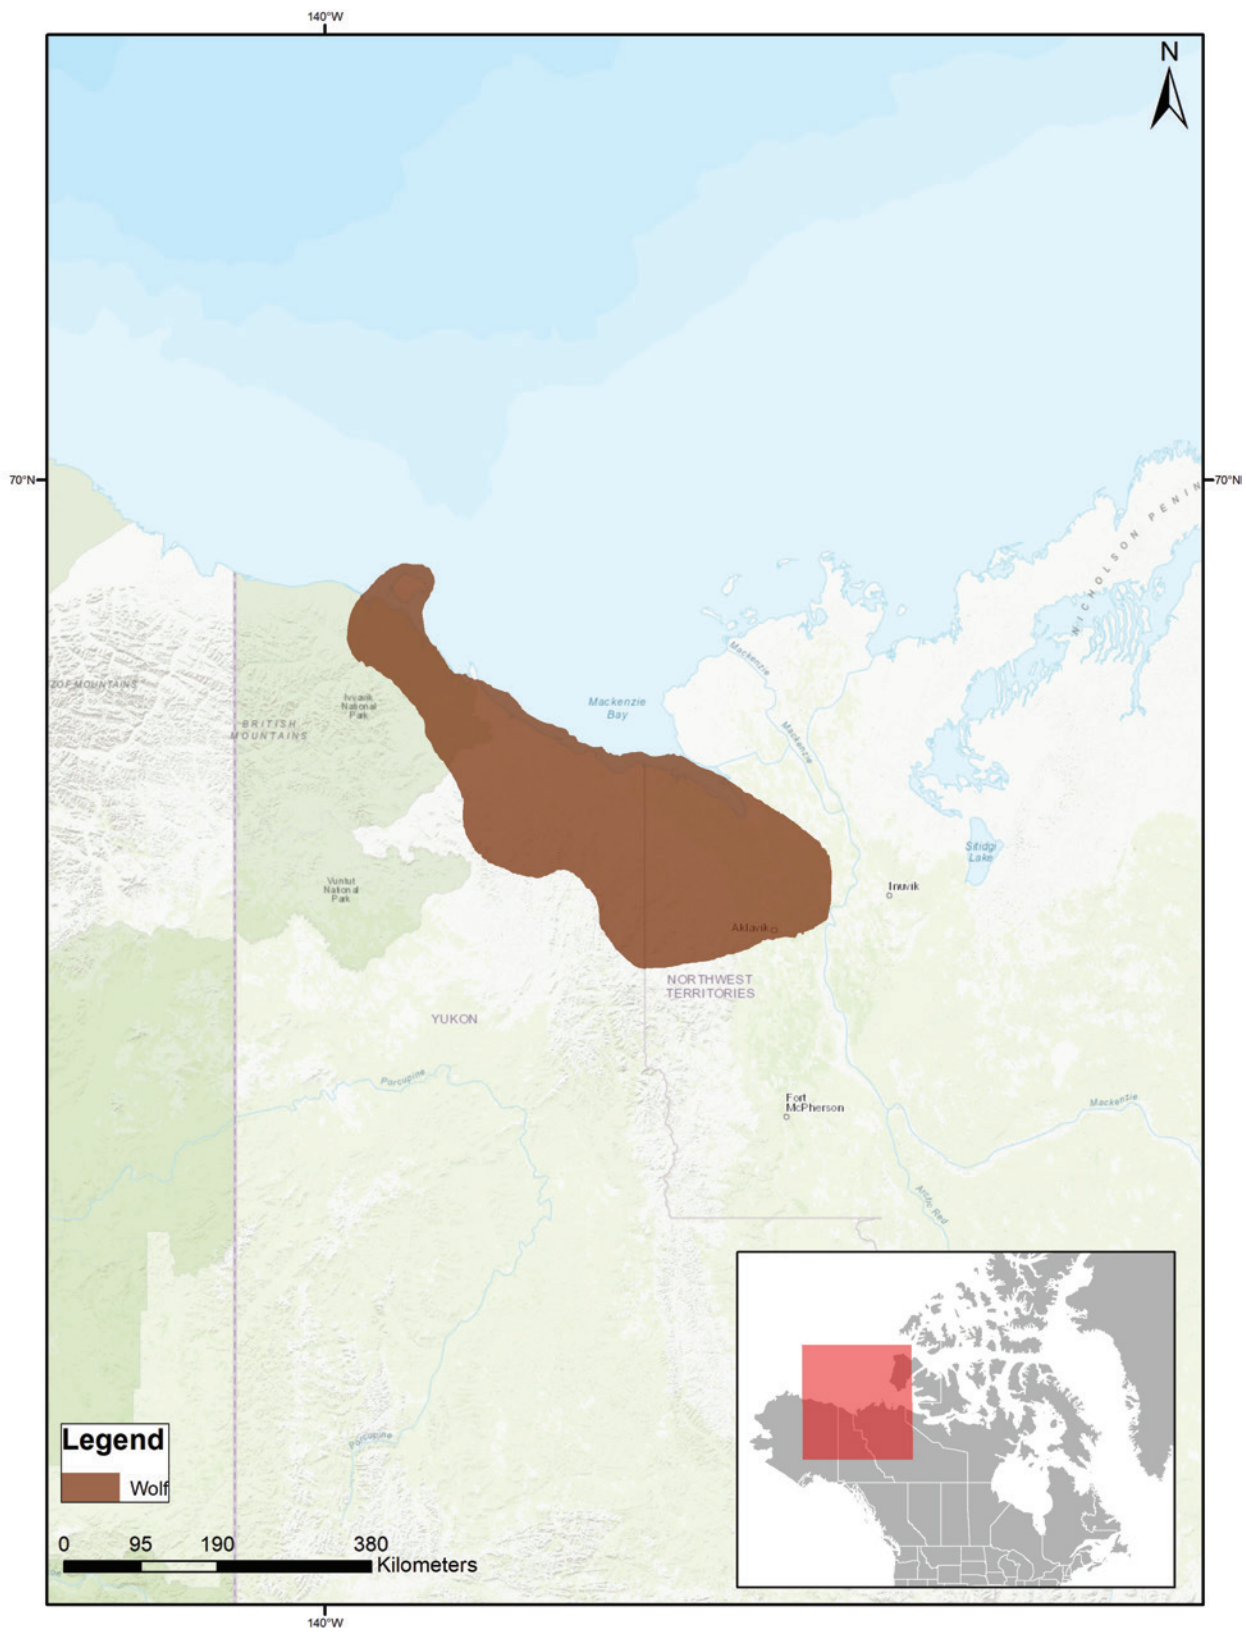 140°W
N
70°N
70°N
NICHOLSON PENIN
Mackenzie
ZOF MOUNTAINS
Ivvavik
National
Park
Mackenzie
Bay
BRITISH
MOUNTAINS
Mackenzie
Sitidgi
Lake
Vuntut
National
Park
Inuvik
Aklavik
NORTHWEST
TERRITORIES
YUKON
Porcupine
Fort
McPherson
Mackenzie
Arctic Red
Porcupine
Legend
Wolf
0 95 190 380
Kilometers
140°W